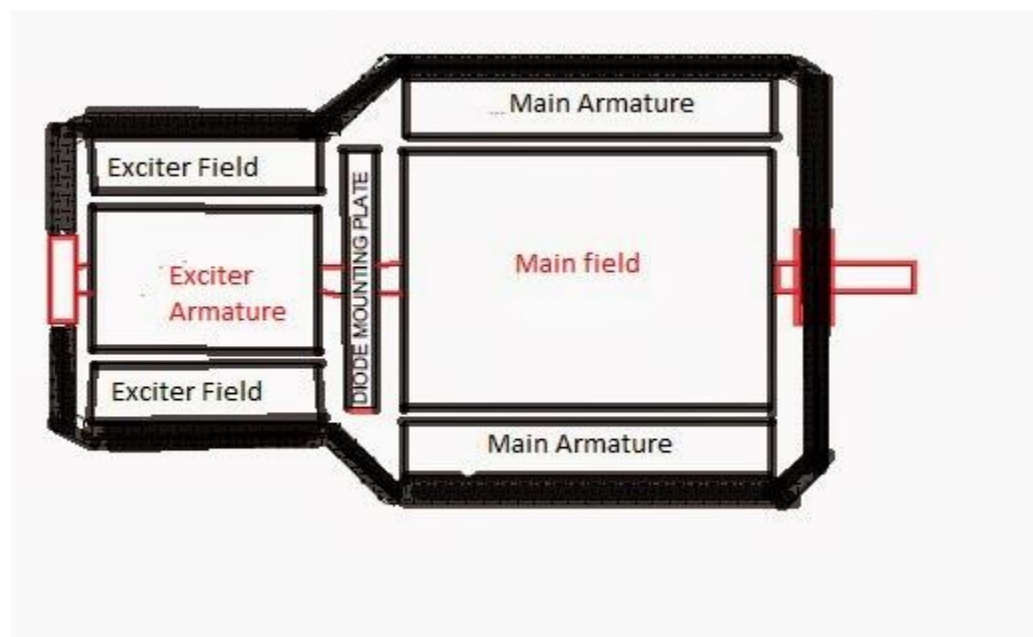 Main Armature
Exciter Field
DIODE MOUNTING PLATE
Main field
Exciter
Armature
Exciter Field
Main Armature